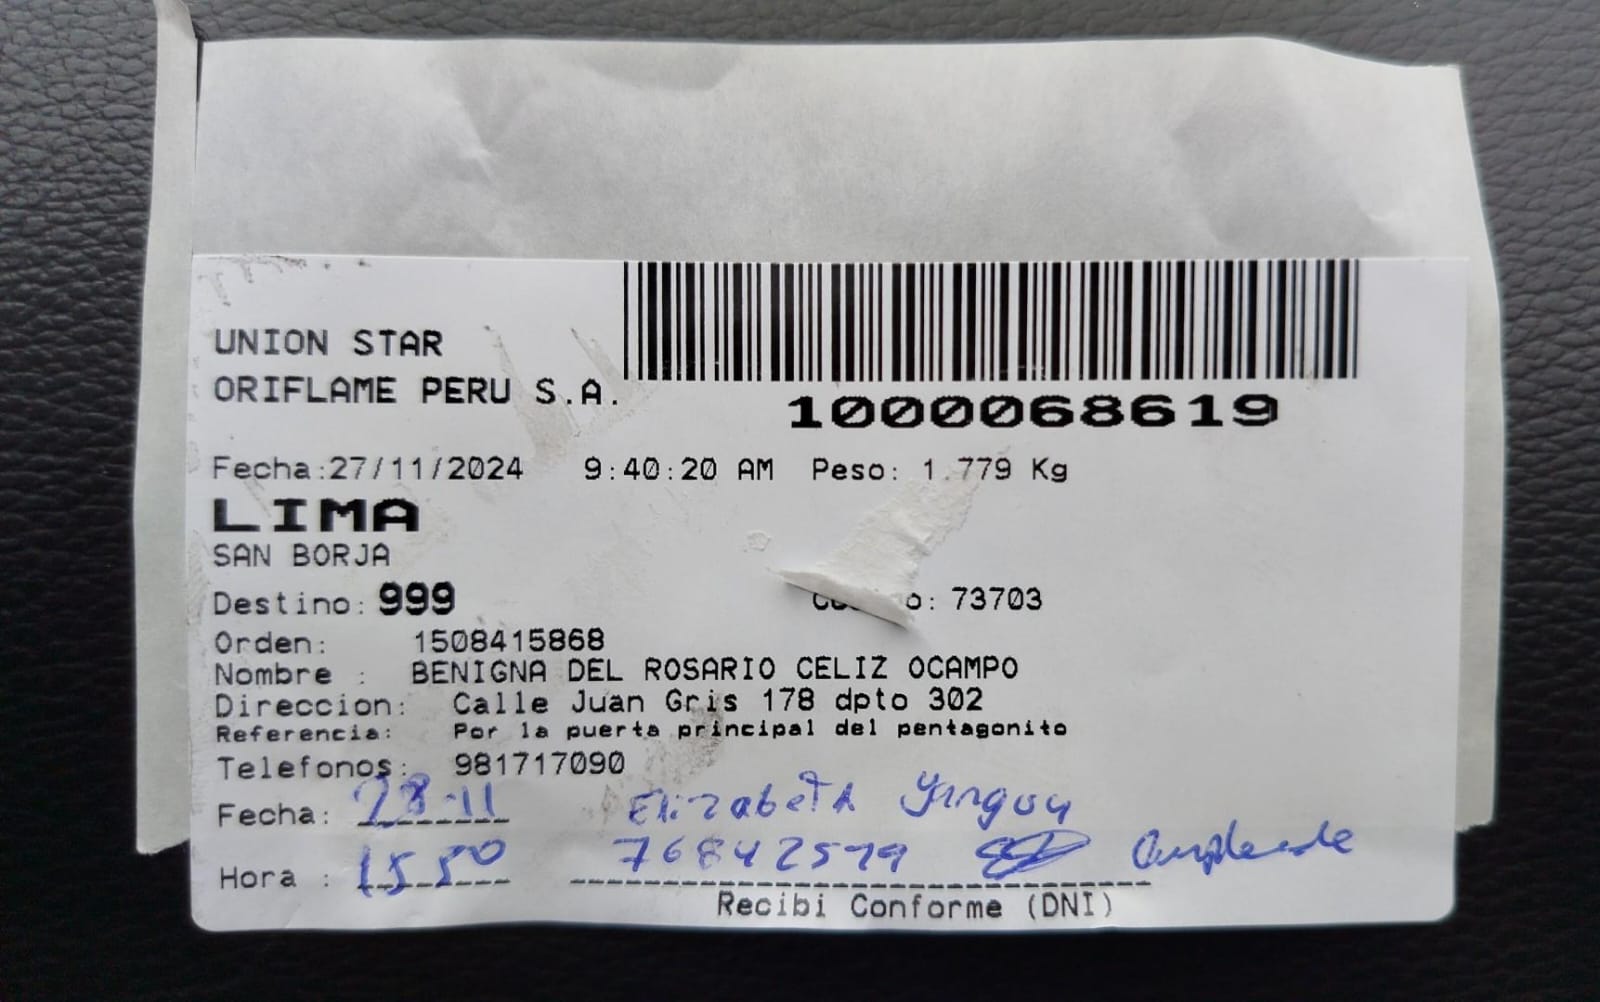 UNION STAR
ORIFLAME PERU S.A.
1000068619
Fecha:27/11/2024 9:40:20 AM Peso: 1.779 Kg
LIMA
SAN BORJA
Destino: 999 : 73703
Orden: 1508415868
Nombre : BENIGNA DEL ROSARIO CELIZ OCAMPO
Direccion: Calle Juan Gris 178 dpto 302
Referencia: Por la puerta principal del pentagonito
Telefonos: 981717090
Fecha: 28-11 Elizabeth
Hora : 15 50 76842579
Recibi Conforme (DNI)